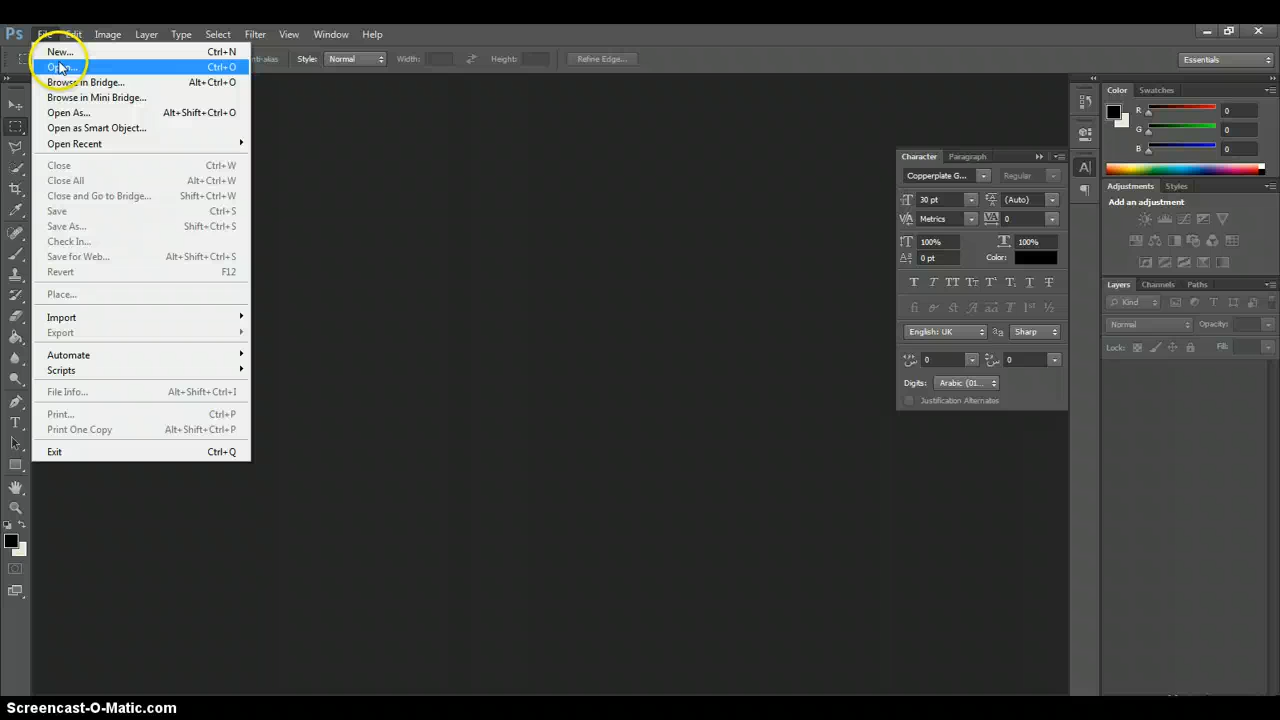 Ps File Edit Image Layer Type Select Filter View Window Help
Style: Normal Width: Height: Refine Edge... Essentials
New... Ctrl+N
Ctrl+O
Browse in Bridge... Alt+Ctrl+O
Browse in Mini Bridge...
Open As... Alt+Shift+Ctrl+O
Open as Smart Object...
Open Recent
Close Ctrl+W
Close All Alt+Ctrl+W
Close and Go to Bridge... Shift+Ctrl+W
Save Ctrl+S
Save As... Shift+Ctrl+S
Check In...
Save for Web... Alt+Shift+Ctrl+S
Revert F12
Place...
Import
Export
Automate
Scripts
File Info... Alt+Shift+Ctrl+I
Print... Ctrl+P
Print One Copy Alt+Shift+Ctrl+P
Exit Ctrl+Q
Character Paragraph
Copperplate G... Regular
30 pt (Auto)
Metrics 0
100% 100%
0 pt Color:
English: UK Sharp
0 0
Digits: Arabic (01...
Justification Alternates
Color Swatches
R 0
G 0
B 0
Adjustments Styles
Add an adjustment
Layers Channels Paths
Kind
Normal Opacity:
Lock: Fill:
Screencast-O-Matic.com